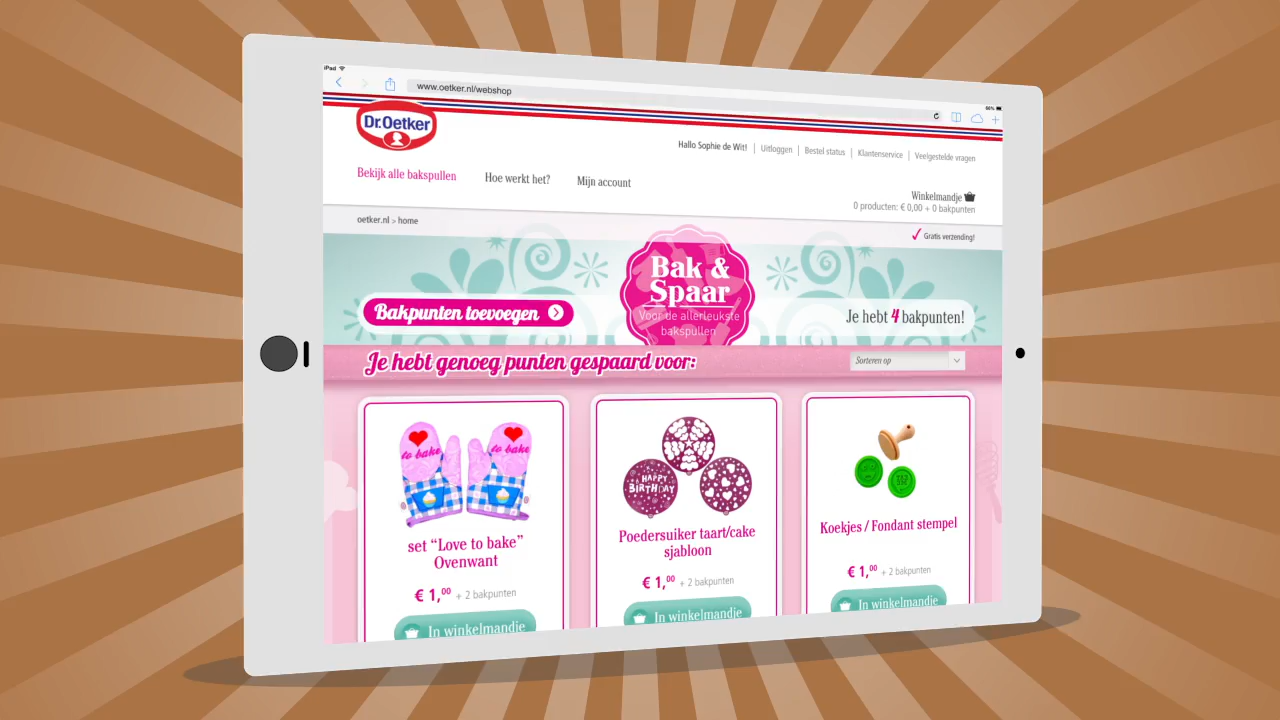 iPad
www.oetker.nl/webshop
66%
Dr.Oetker
Hallo Sophie de Wit! | Uitloggen | Bestel status | Klantenservice | Veelgestelde vragen
Bekijk alle bakspullen
Hoe werkt het?
Mijn account
Winkelmandje
0 producten: € 0,00 + 0 bakpunten
oetker.nl > home
Gratis verzending!
Bak &
Spaar
Voor de allerleukste
bakspullen
Bakpunten toevoegen
Je hebt 4 bakpunten!
Je hebt genoeg punten gespaard voor:
Sorteren op
to bake
to bake
HAPPY
BIRTHDAY
set “Love to bake”
Ovenwant
€ 1,00 + 2 bakpunten
In winkelmandje
Poedersuiker taart/cake
sjabloon
€ 1,00 + 2 bakpunten
In winkelmandje
Koekjes / Fondant stempel
€ 1,00 + 2 bakpunten
In winkelmandje